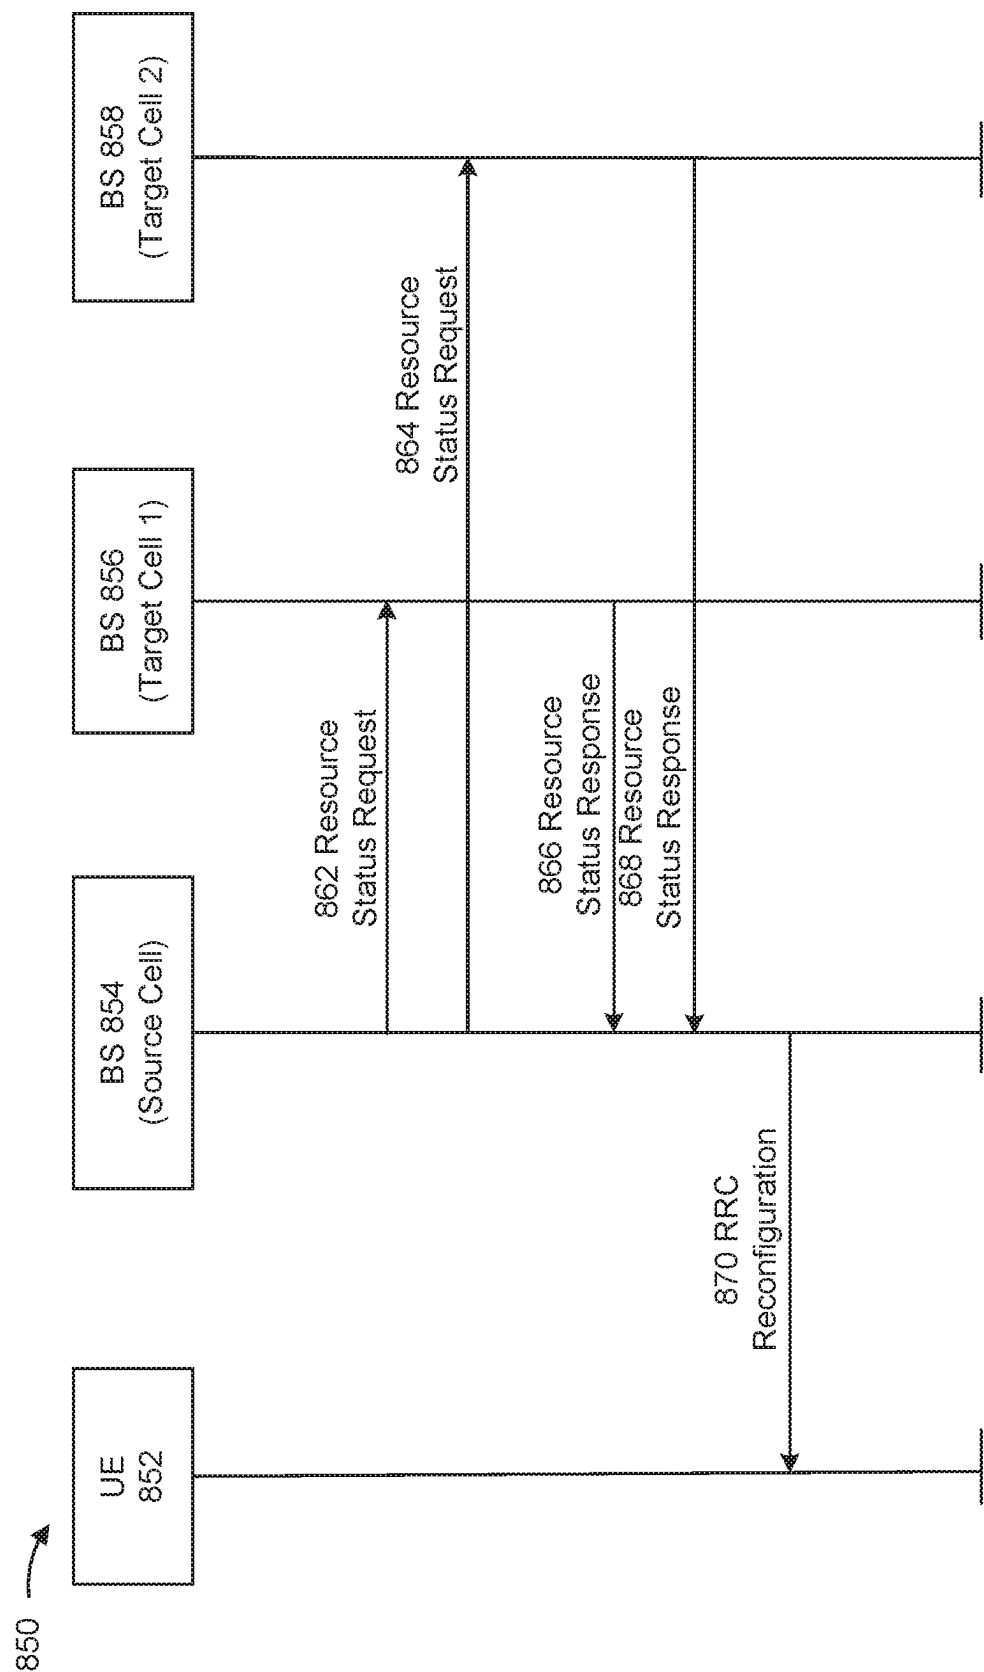 850
UE
852
BS 854
(Source Cell)
BS 856
(Target Cell 1)
BS 858
(Target Cell 2)
862 Resource
Status Request
864 Resource
Status Request
866 Resource
Status Response
868 Resource
Status Response
870 RRC
Reconfiguration